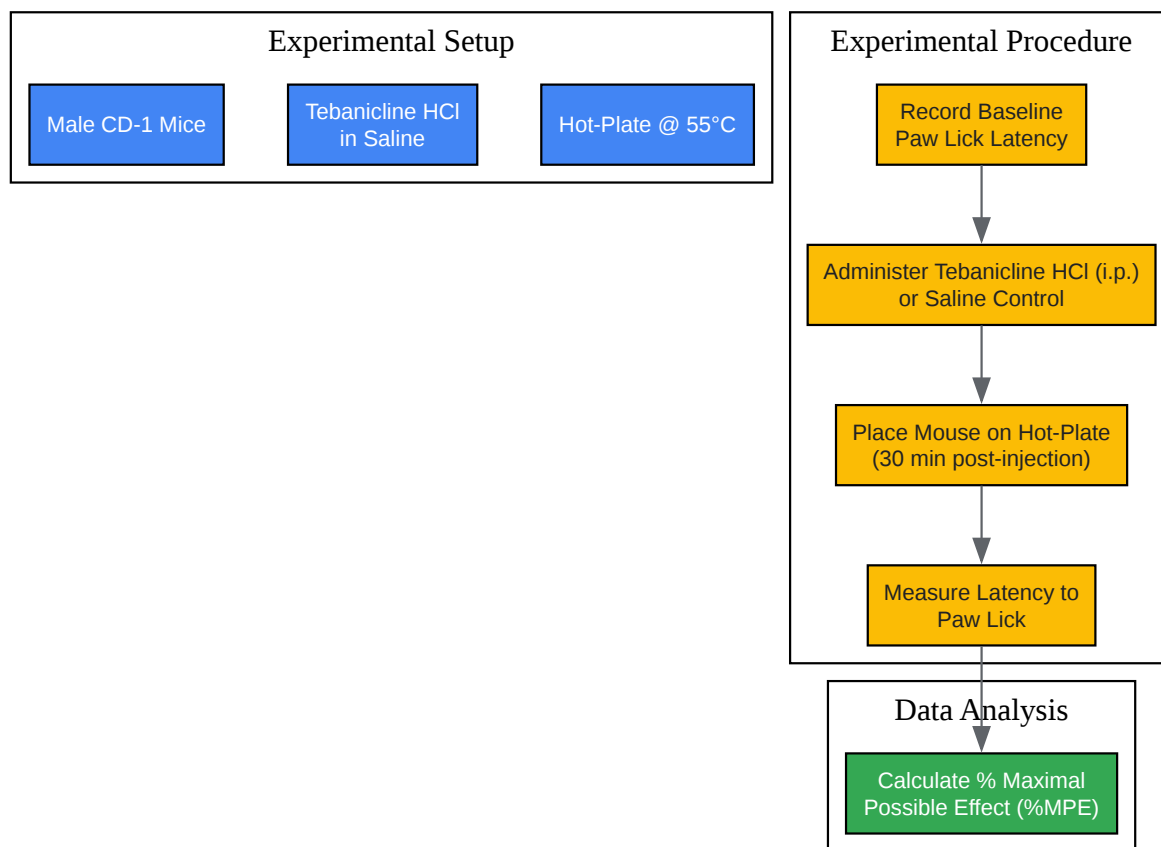 Experimental Setup
Male CD-1 Mice
Tebanicline HCl
in Saline
Hot-Plate @ 55°C
Experimental Procedure
Record Baseline
Paw Lick Latency
Administer Tebanicline HCl (i.p.)
or Saline Control
Place Mouse on Hot-Plate
(30 min post-injection)
Measure Latency to
Paw Lick
Data Analysis
Calculate % Maximal
Possible Effect (%MPE)